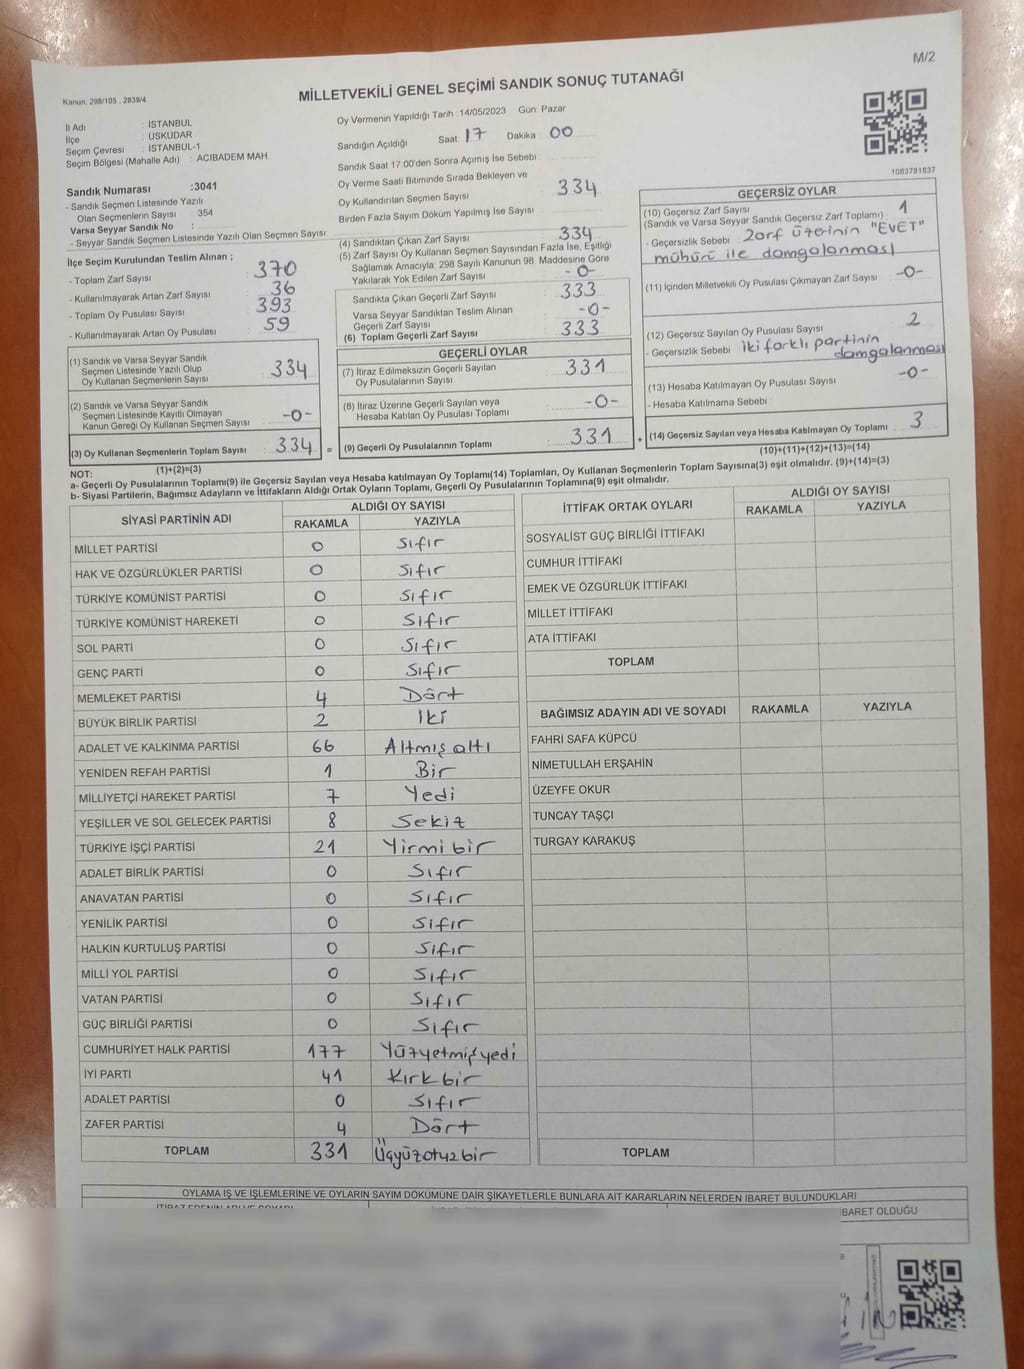 M/2
Kanun: 298/105 , 2839/4
MİLLETVEKİLİ GENEL SEÇİMİ SANDIK SONUÇ TUTANAĞI
İl Adı : İSTANBUL
İlçe : ÜSKÜDAR
Seçim Çevresi : İSTANBUL-1
Seçim Bölgesi (Mahalle Adı) : ACIBADEM MAH.
Sandık Numarası :3041
- Sandık Seçmen Listesinde Yazılı
Olan Seçmenlerin Sayısı : 354
Varsa Seyyar Sandık No :
- Seyyar Sandık Seçmen Listesinde Yazılı Olan Seçmen Sayısı:
İlçe Seçim Kurulundan Teslim Alınan ;
- Toplam Zarf Sayısı : 370
- Kullanılmayarak Artan Zarf Sayısı : 36
- Toplam Oy Pusulası Sayısı : 393
- Kullanılmayarak Artan Oy Pusulası : 59
(1) Sandık ve Varsa Seyyar Sandık
Seçmen Listesinde Yazılı Olup
Oy Kullanan Seçmenlerin Sayısı : 334
(2) Sandık ve Varsa Seyyar Sandık
Seçmen Listesinde Kayıtlı Olmayan
Kanun Gereği Oy Kullanan Seçmen Sayısı : -0-
(3) Oy Kullanan Seçmenlerin Toplam Sayısı : 334 =
(1)+(2)=(3)
Oy Vermenin Yapıldığı Tarih : 14/05/2023 Gün: Pazar
Sandığın Açıldığı Saat: 17 Dakika 00
Sandık Saat 17:00'den Sonra Açımış İse Sebebi :
Oy Verme Saati Bitiminde Sırada Bekleyen ve
Oy Kullandırılan Seçmen Sayısı : 334
Birden Fazla Sayım Döküm Yapılmış İse Sayısı :
(4) Sandıktan Çıkan Zarf Sayısı : 334
(5) Zarf Sayısı Oy Kullanan Seçmen Sayısından Fazla İse, Eşitliği
Sağlamak Amacıyla; 298 Sayılı Kanunun 98. Maddesine Göre
Yakılarak Yok Edilen Zarf Sayısı : -0-
Sandıkta Çıkan Geçerli Zarf Sayısı : 333
Varsa Seyyar Sandıktan Teslim Alınan
Geçerli Zarf Sayısı : -0-
(6) Toplam Geçerli Zarf Sayısı : 333
GEÇERLİ OYLAR
(7) İtiraz Edilmeksizin Geçerli Sayılan
Oy Pusulalarının Sayısı : 331
(8) İtiraz Üzerine Geçerli Sayılan veya
Hesaba Katılan Oy Pusulası Toplamı : -0-
(9) Geçerli Oy Pusulalarının Toplamı : 331 +
1083781837
GEÇERSİZ OYLAR
(10) Geçersiz Zarf Sayısı : 1
(Sandık ve Varsa Seyyar Sandık Geçersiz Zarf Toplamı)
- Geçersizlik Sebebi : Zarf üzerinin "EVET"
mühürü ile damgalanması
(11) İçinden Milletvekili Oy Pusulası Çıkmayan Zarf Sayısı : -0-
(12) Geçersiz Sayılan Oy Pusulası Sayısı : 2
- Geçersizlik Sebebi : iki farklı partinin
damgalanması
(13) Hesaba Katılmayan Oy Pusulası Sayısı : -0-
- Hesaba Katılmama Sebebi :
(14) Geçersiz Sayılan veya Hesaba Katılmayan Oy Toplamı : 3
(10)+(11)+(12)+(13)=(14)
NOT:
a- Geçerli Oy Pusulalarının Toplamı(9) ile Geçersiz Sayılan veya Hesaba katılmayan Oy Toplamı(14) Toplamları, Oy Kullanan Seçmenlerin Toplam Sayısına(3) eşit olmalıdır. (9)+(14)=(3)
b- Siyasi Partilerin, Bağımsız Adayların ve İttifakların Aldığı Ortak Oyların Toplamı, Geçerli Oy Pusulalarının Toplamına(9) eşit olmalıdır.
SİYASİ PARTİNİN ADI ALDIĞI OY SAYISI
RAKAMLA YAZIYLA
MİLLET PARTİSİ 0 Sıfır
HAK VE ÖZGÜRLÜKLER PARTİSİ 0 Sıfır
TÜRKİYE KOMÜNİST PARTİSİ 0 Sıfır
TÜRKİYE KOMÜNİST HAREKETİ 0 Sıfır
SOL PARTİ 0 Sıfır
GENÇ PARTİ 0 Sıfır
MEMLEKET PARTİSİ 4 Dört
BÜYÜK BİRLİK PARTİSİ 2 İki
ADALET VE KALKINMA PARTİSİ 66 Altmış altı
YENİDEN REFAH PARTİSİ 1 Bir
MİLLİYETÇİ HAREKET PARTİSİ 7 Yedi
YEŞİLLER VE SOL GELECEK PARTİSİ 8 Sekiz
TÜRKİYE İŞÇİ PARTİSİ 21 Yirmi bir
ADALET BİRLİK PARTİSİ 0 Sıfır
ANAVATAN PARTİSİ 0 Sıfır
YENİLİK PARTİSİ 0 Sıfır
HALKIN KURTULUŞ PARTİSİ 0 Sıfır
MİLLİ YOL PARTİSİ 0 Sıfır
VATAN PARTİSİ 0 Sıfır
GÜÇ BİRLİĞİ PARTİSİ 0 Sıfır
CUMHURİYET HALK PARTİSİ 177 Yüzyetmişyedi
İYİ PARTİ 41 Kırk bir
ADALET PARTİSİ 0 Sıfır
ZAFER PARTİSİ 4 Dört
TOPLAM 331 Üçyüzotuzbir
İTTİFAK ORTAK OYLARI ALDIĞI OY SAYISI
RAKAMLA YAZIYLA
SOSYALİST GÜÇ BİRLİĞİ İTTİFAKI
CUMHUR İTTİFAKI
EMEK VE ÖZGÜRLÜK İTTİFAKI
MİLLET İTTİFAKI
ATA İTTİFAKI
TOPLAM
BAĞIMSIZ ADAYIN ADI VE SOYADI RAKAMLA YAZIYLA
FAHRİ SAFA KÜPCÜ
NİMETULLAH ERŞAHİN
ÜZEYFE OKUR
TUNCAY TAŞÇI
TURGAY KARAKUŞ
TOPLAM
OYLAMA İŞ VE İŞLEMLERİNE VE OYLARIN SAYIM DÖKÜMÜNE DAİR ŞİKAYETLERLE BUNLARA AİT KARARLARIN NELERDEN İBARET BULUNDUKLARI
BARET OLDUĞU